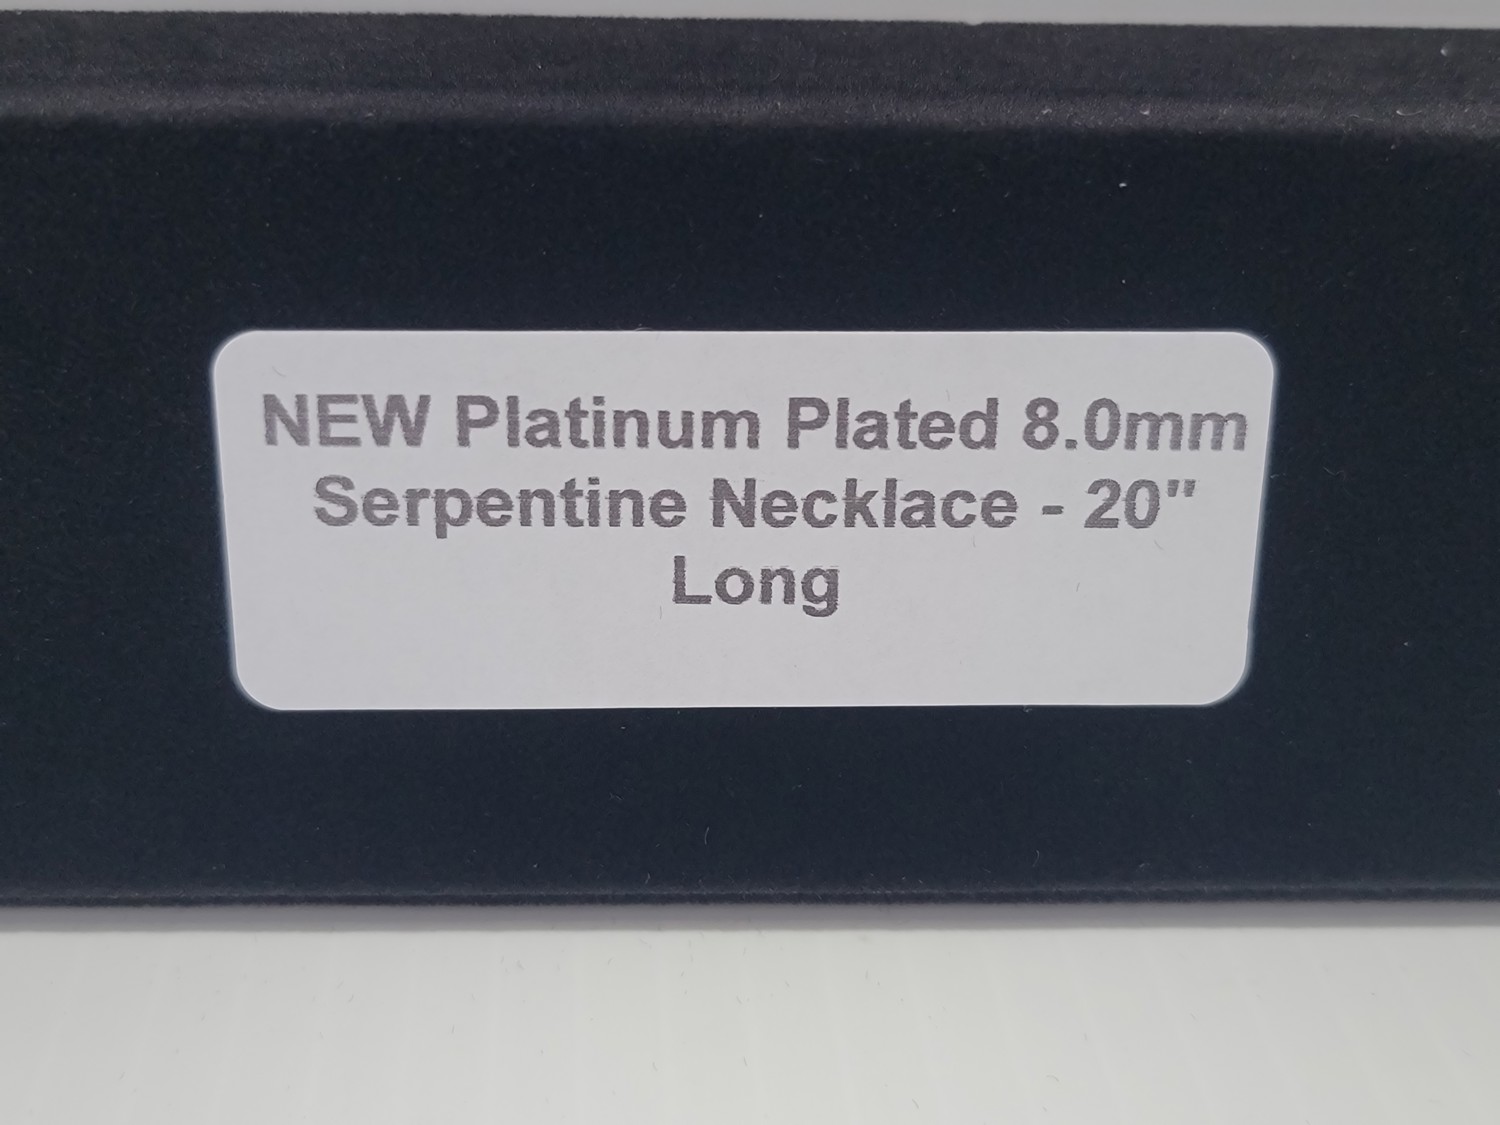 NEW Platinum Plated 8.0mm
Serpentine Necklace - 20"
Long